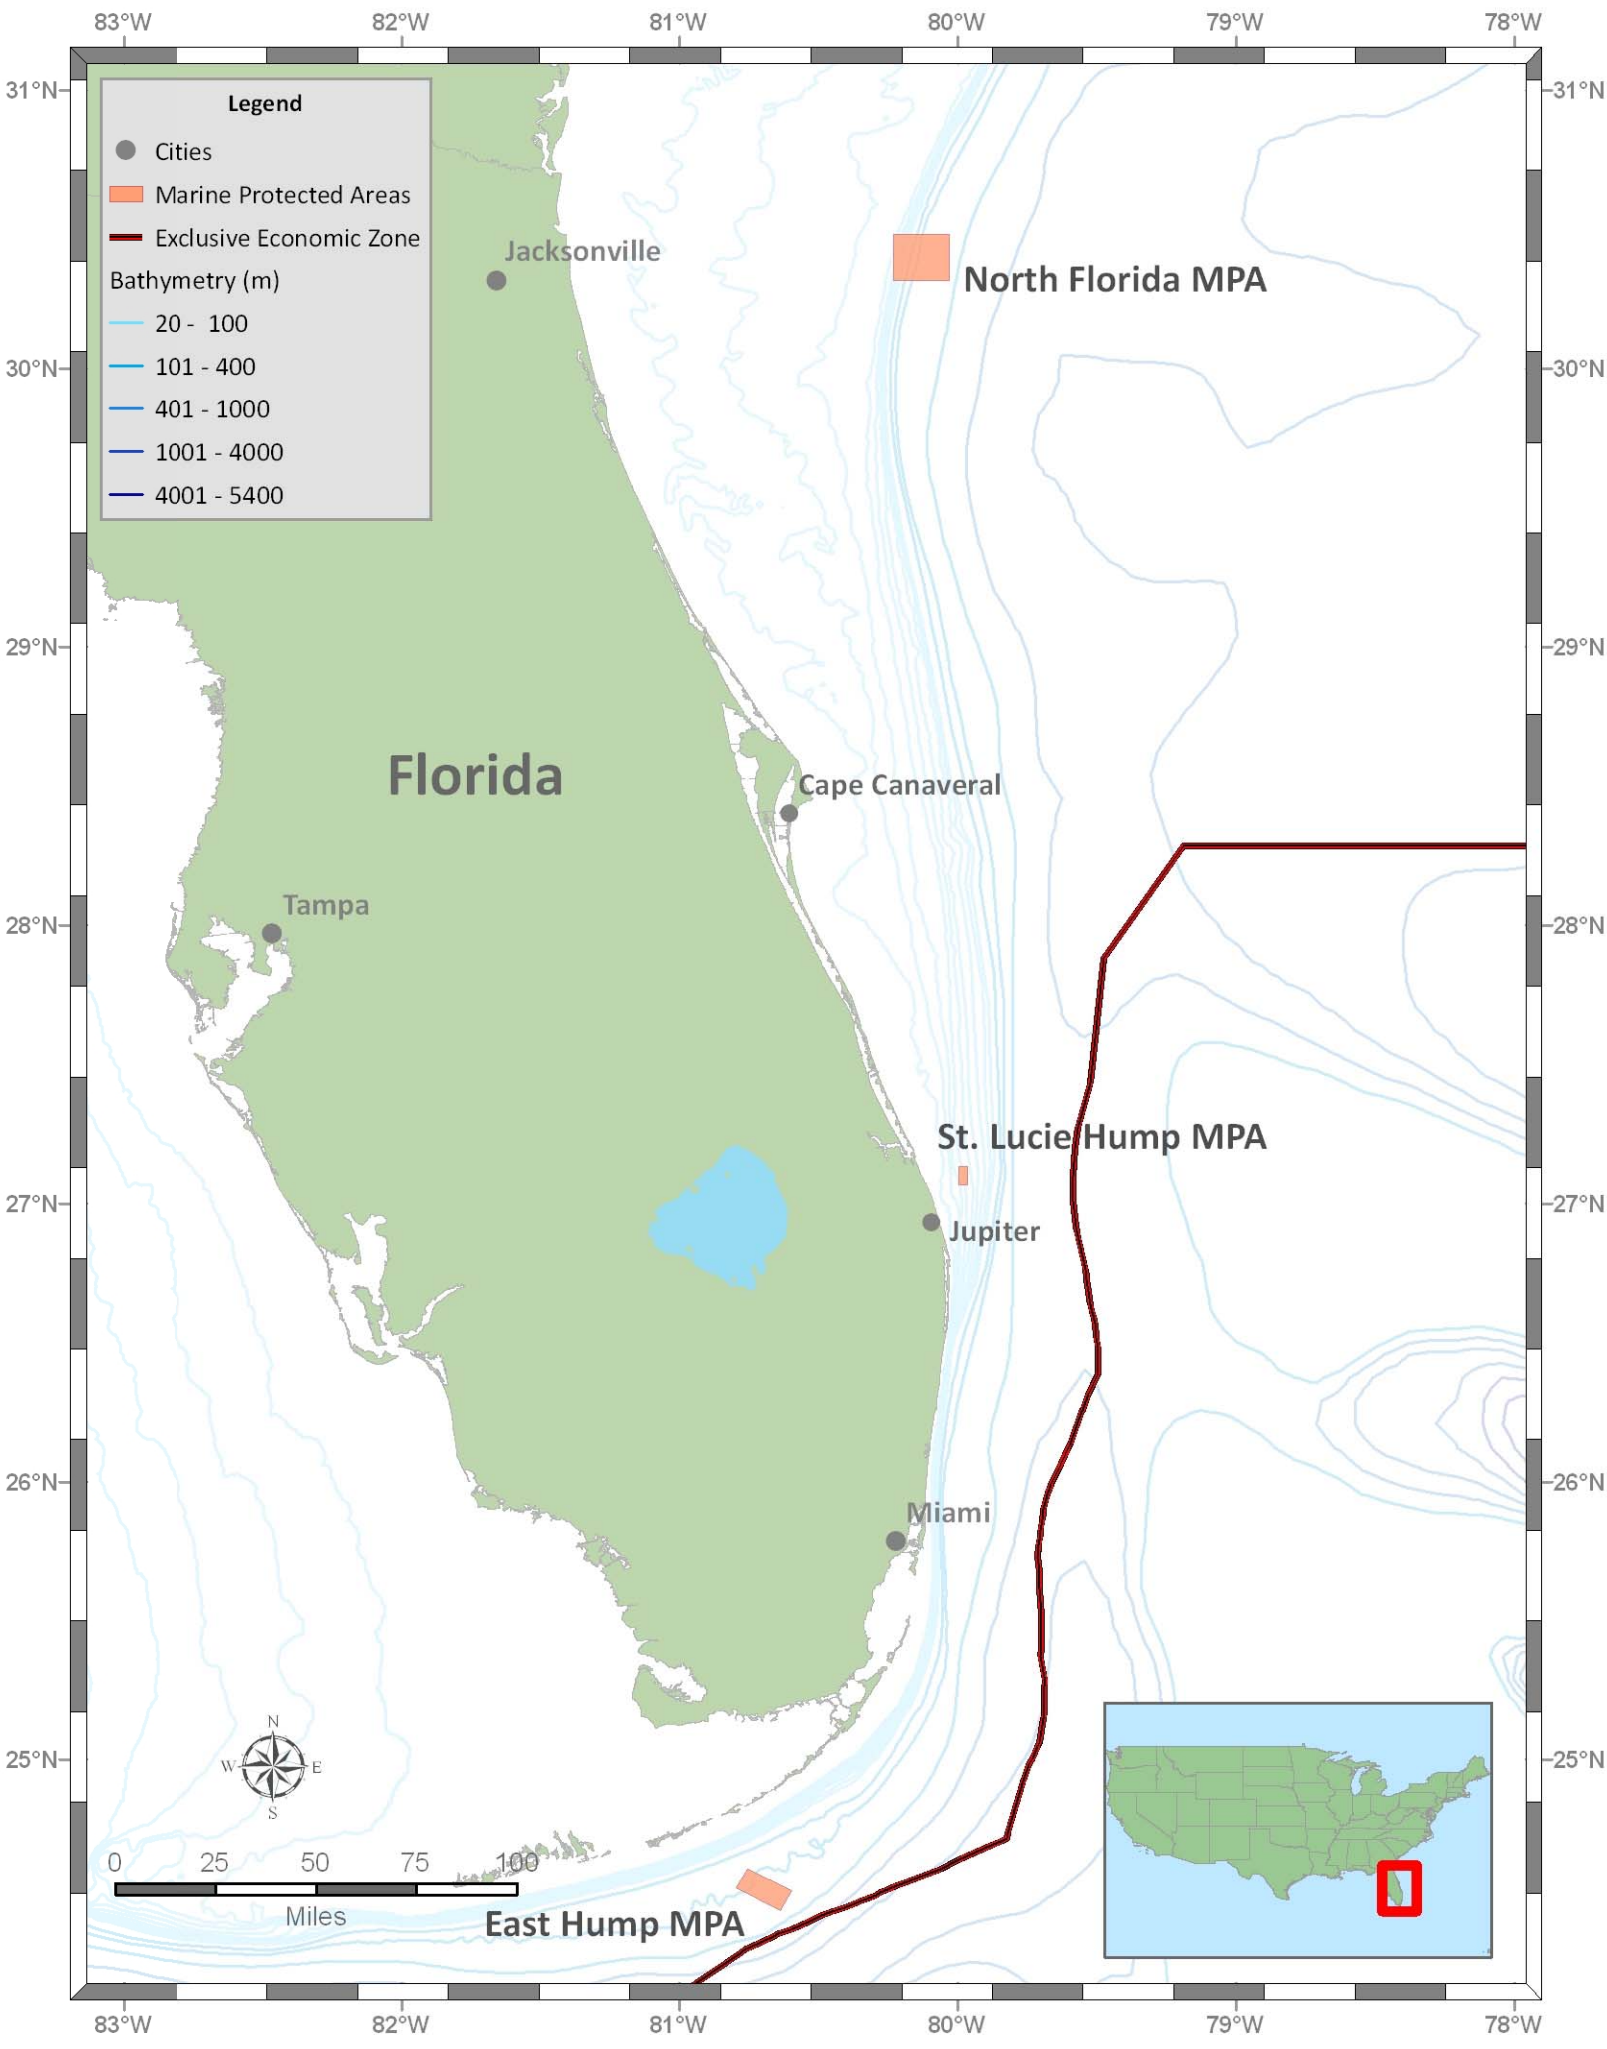 83°W 82°W 81°W 80°W 79°W 78°W
31°N 31°N
Legend
Cities
Marine Protected Areas
Exclusive Economic Zone
Bathymetry (m)
20 - 100
101 - 400
401 - 1000
1001 - 4000
4001 - 5400
Jacksonville
North Florida MPA
30°N 30°N
29°N 29°N
Florida
Cape Canaveral
Tampa
28°N 28°N
St. Lucie Hump MPA
27°N 27°N
Jupiter
26°N 26°N
Miami
N
W E
S
25°N 25°N
0 25 50 75 100
Miles
East Hump MPA
83°W 82°W 81°W 80°W 79°W 78°W